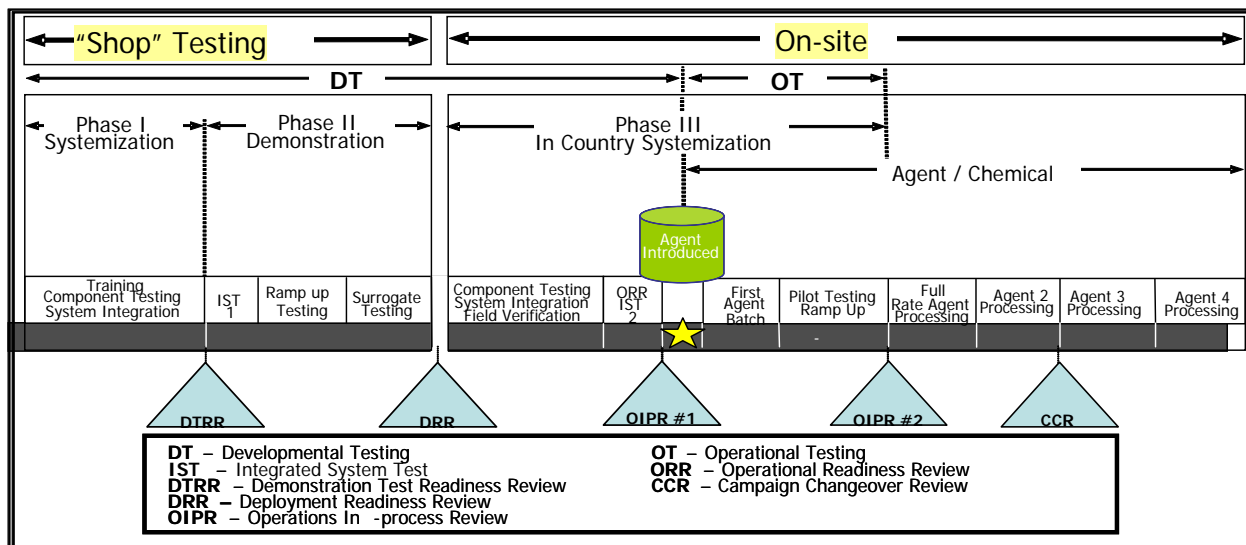 “Shop” Testing
On-site
DT
OT
Phase I
Systemization
Phase II
Demonstration
Phase III
In Country Systemization
Agent / Chemical
Agent
Introduced
Training
Component Testing
System Integration
IST
1
Ramp up
Testing
Surrogate
Testing
Component Testing
System Integration
Field Verification
ORR
IST
2
First
Agent
Batch
Pilot Testing
Ramp Up
Full
Rate Agent
Processing
Agent 2
Processing
Agent 3
Processing
Agent 4
Processing
-
DTRR
DRR
OIPR #1
OIPR #2
CCR
DT – Developmental Testing
IST – Integrated System Test
DTRR – Demonstration Test Readiness Review
DRR – Deployment Readiness Review
OIPR – Operations In -process Review
OT – Operational Testing
ORR – Operational Readiness Review
CCR – Campaign Changeover Review